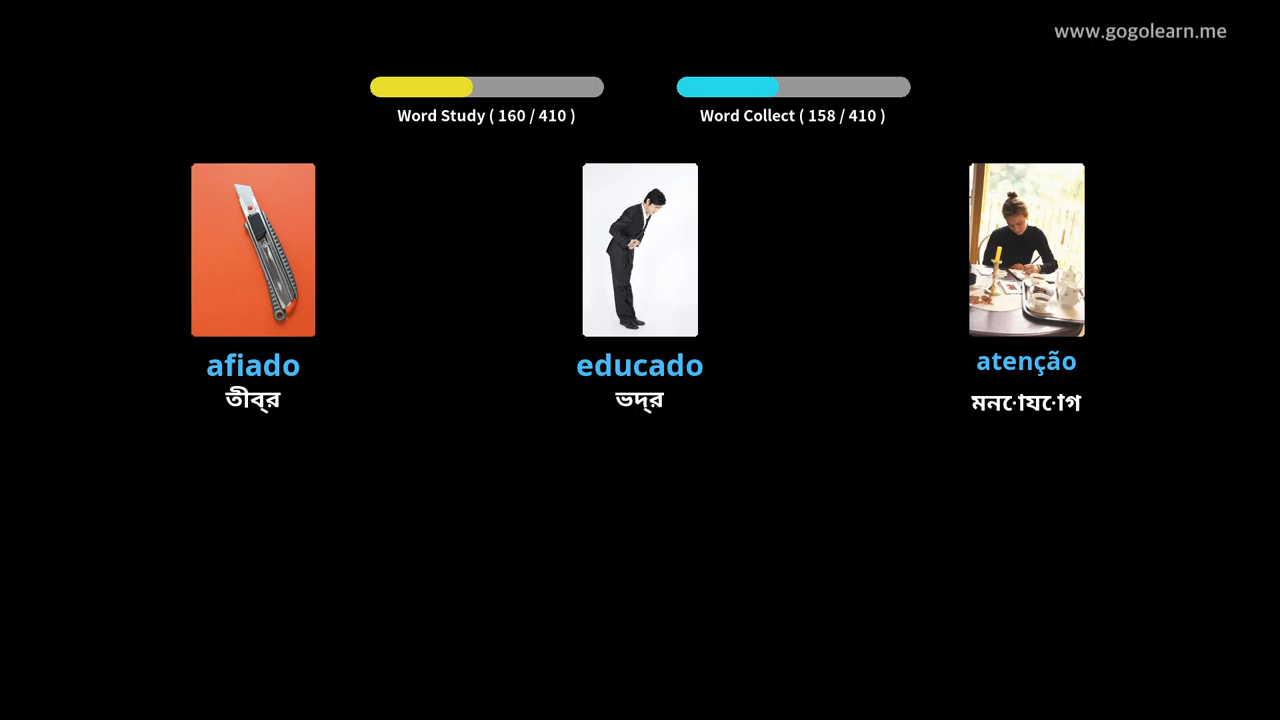 www.gogolearn.me
Word Study ( 160 / 410 )
Word Collect ( 158 / 410 )
afiado
তীব্র
educado
ভদ্র
atenção
মনোযোগ